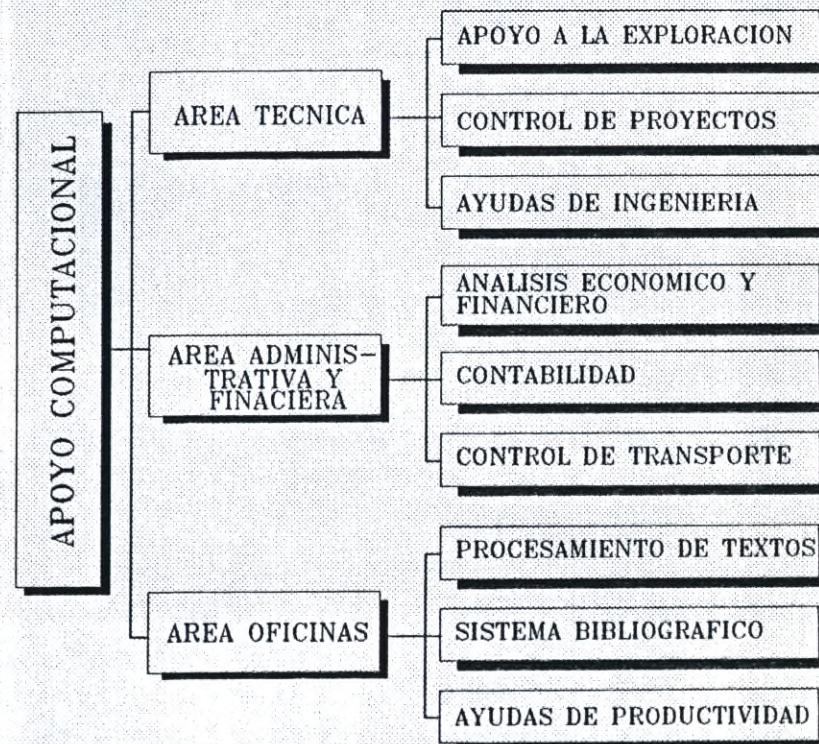 APOYO COMPUTACIONAL
AREA TECNICA
APOYO A LA EXPLORACION
CONTROL DE PROYECTOS
AYUDAS DE INGENIERIA
AREA ADMINIS-
TRATIVA Y
FINACIERA
ANALISIS ECONOMICO Y
FINANCIERO
CONTABILIDAD
CONTROL DE TRANSPORTE
AREA OFICINAS
PROCESAMIENTO DE TEXTOS
SISTEMA BIBLIOGRAFICO
AYUDAS DE PRODUCTIVIDAD